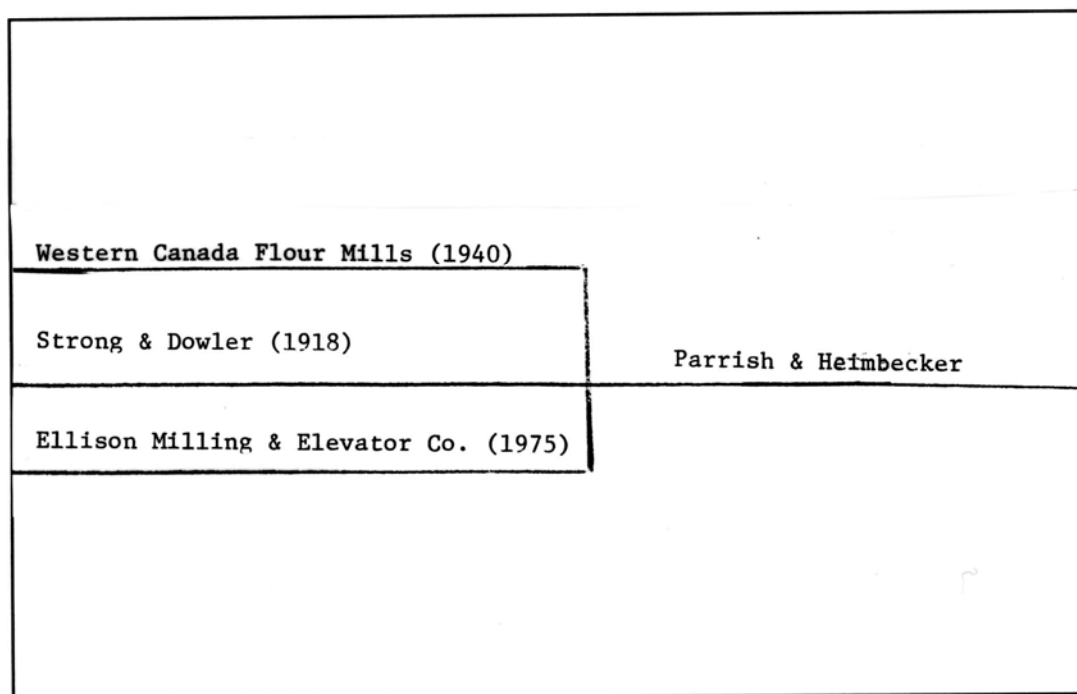 Western Canada Flour Mills (1940)
Strong & Dowler (1918)
Parrish & Heimbecker
Ellison Milling & Elevator Co. (1975)